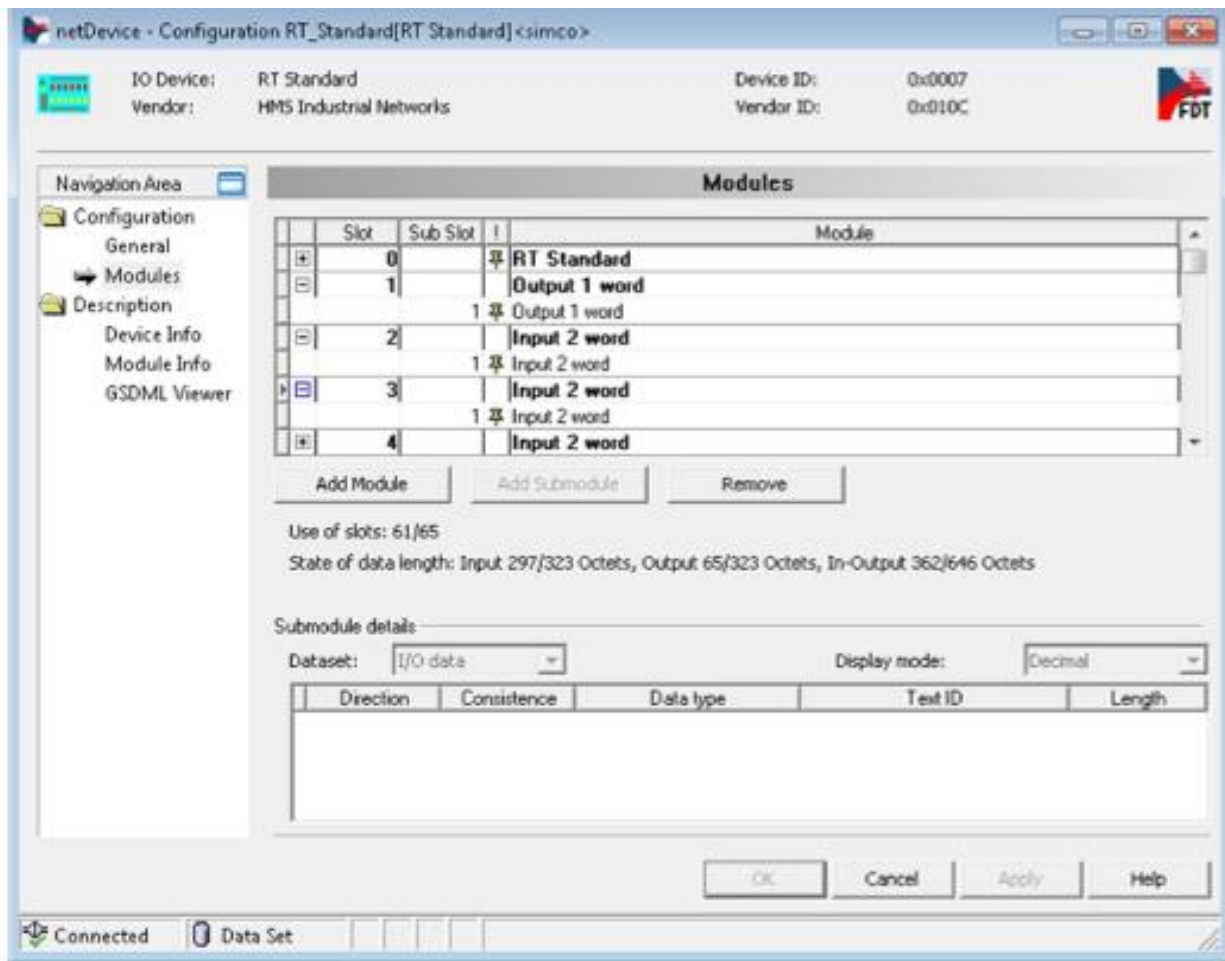 netDevice - Configuration RT_Standard[RT Standard]<simco>
IO Device: RT Standard Device ID: 0x0007
Vendor: HMS Industrial Networks Vendor ID: 0x010C
FDT
Navigation Area
Configuration
General
Modules
Description
Device Info
Module Info
GSDML Viewer
Modules
Slot Sub Slot ! Module
0 RT Standard
1 Output 1 word
1 Output 1 word
2 Input 2 word
1 Input 2 word
3 Input 2 word
1 Input 2 word
4 Input 2 word
Add Module Add Submodule Remove
Use of slots: 61/65
State of data length: Input 297/323 Octets, Output 65/323 Octets, In-Output 362/646 Octets
Submodule details
Dataset: I/O data Display mode: Decimal
Direction Consistence Data type Text ID Length
OK Cancel Apply Help
Connected Data Set